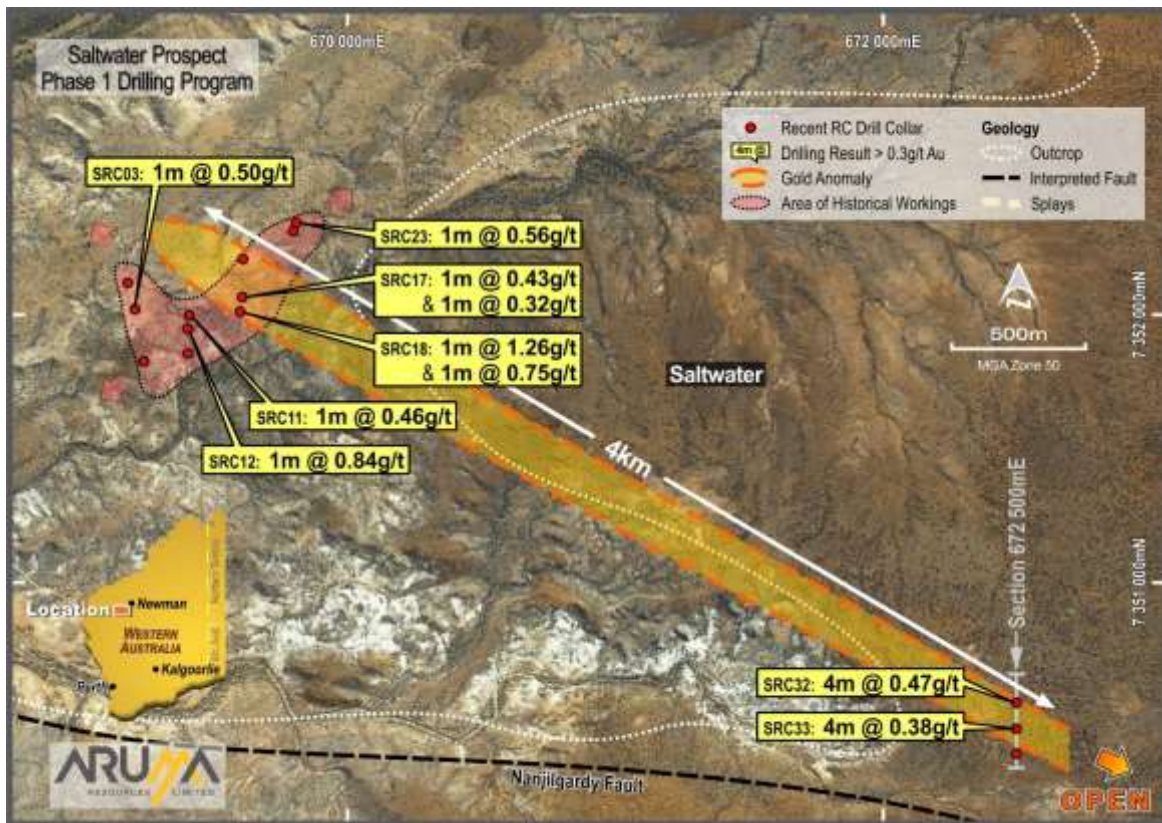 670 000mE
672 000mE
Saltwater Prospect
Phase 1 Drilling Program
Recent RC Drill Collar
4m @
Drilling Result > 0.3g/t Au
Gold Anomaly
Area of Historical Workings
Geology
Outcrop
Interpreted Fault
Splays
SRC03: 1m @ 0.50g/t
SRC23: 1m @ 0.56g/t
SRC17: 1m @ 0.43g/t
& 1m @ 0.32g/t
SRC18: 1m @ 1.26g/t
& 1m @ 0.75g/t
SRC11: 1m @ 0.46g/t
SRC12: 1m @ 0.84g/t
500m
MGA Zone 50
7 352 000mN
Saltwater
4km
7 351 000mN
Section 672 500mE
Location
Newman
WESTERN
AUSTRALIA
Kalgoorlie
Perth
SRC32: 4m @ 0.47g/t
SRC33: 4m @ 0.38g/t
ARUMA
RESOURCES LIMITED
Nanjilgardy Fault
OPEN